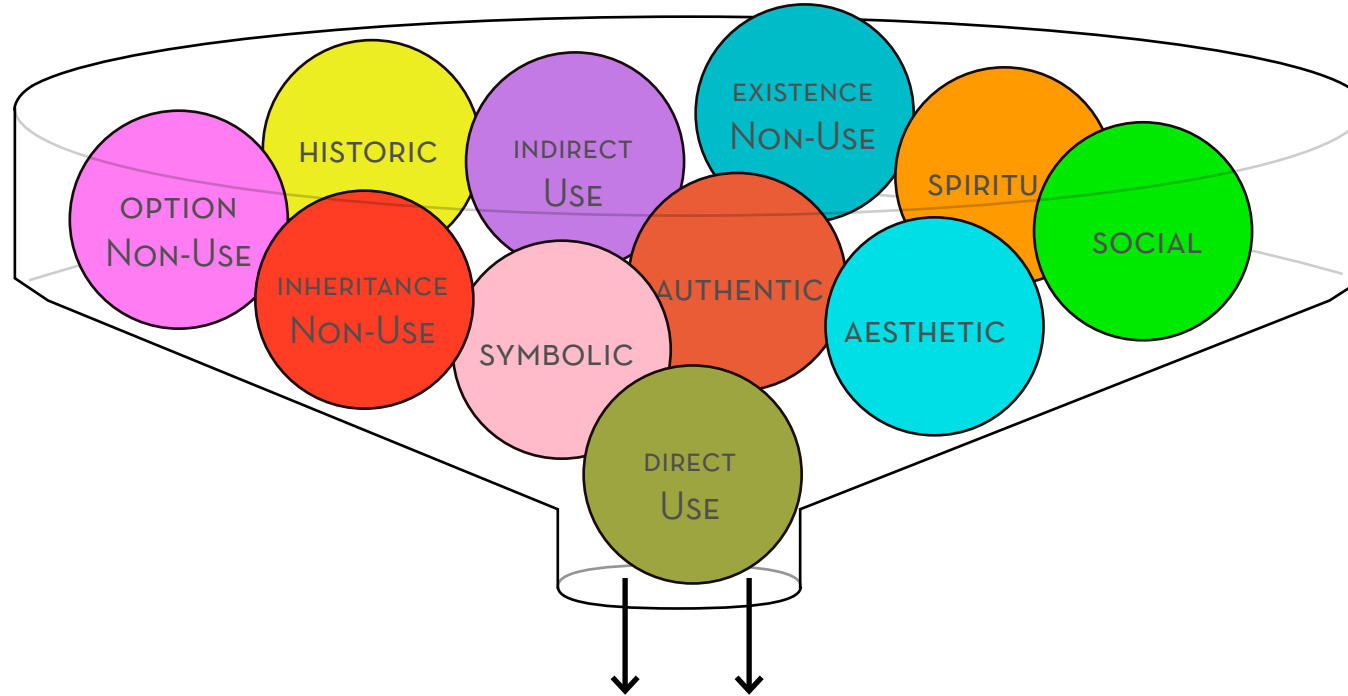 EXISTENCE
NON-USE
HISTORIC
INDIRECT
USE
SPIRITU
OPTION
NON-USE
SOCIAL
INHERITANCE
NON-USE
AUTHENTIC
SYMBOLIC
AESTHETIC
DIRECT
USE